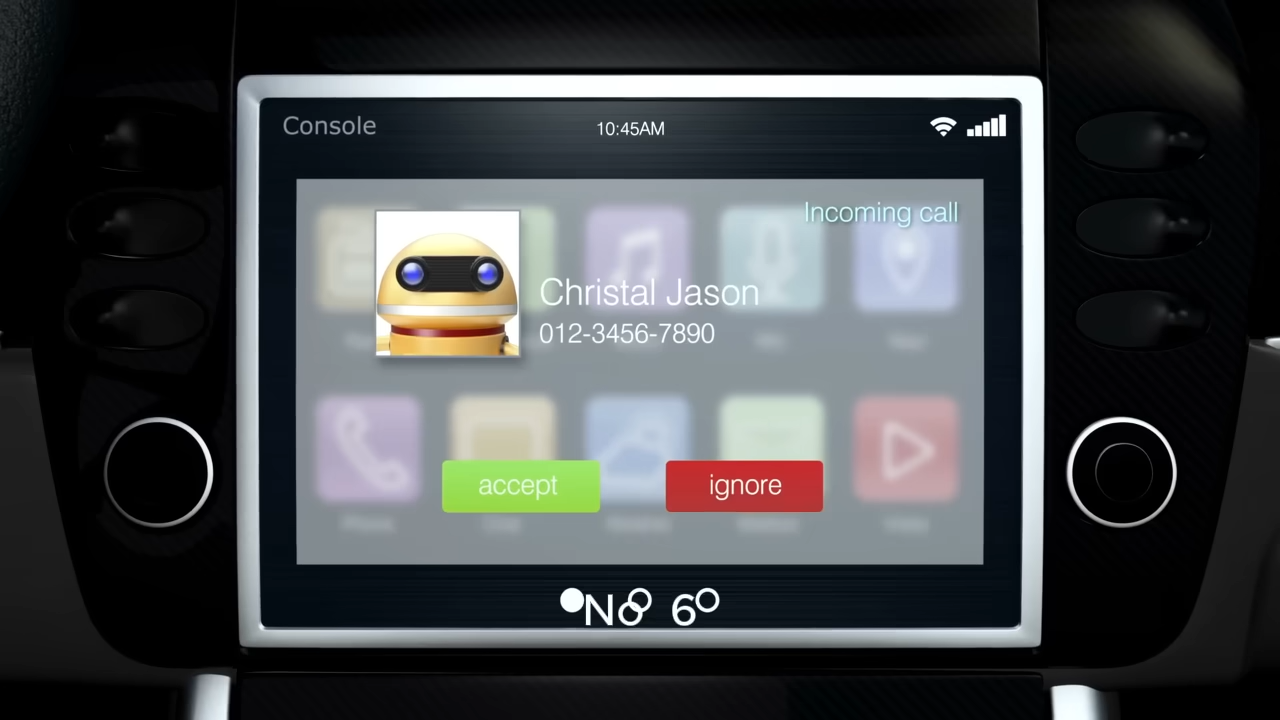 Console
10:45AM
Incoming call
Christal Jason
012-3456-7890
accept
ignore